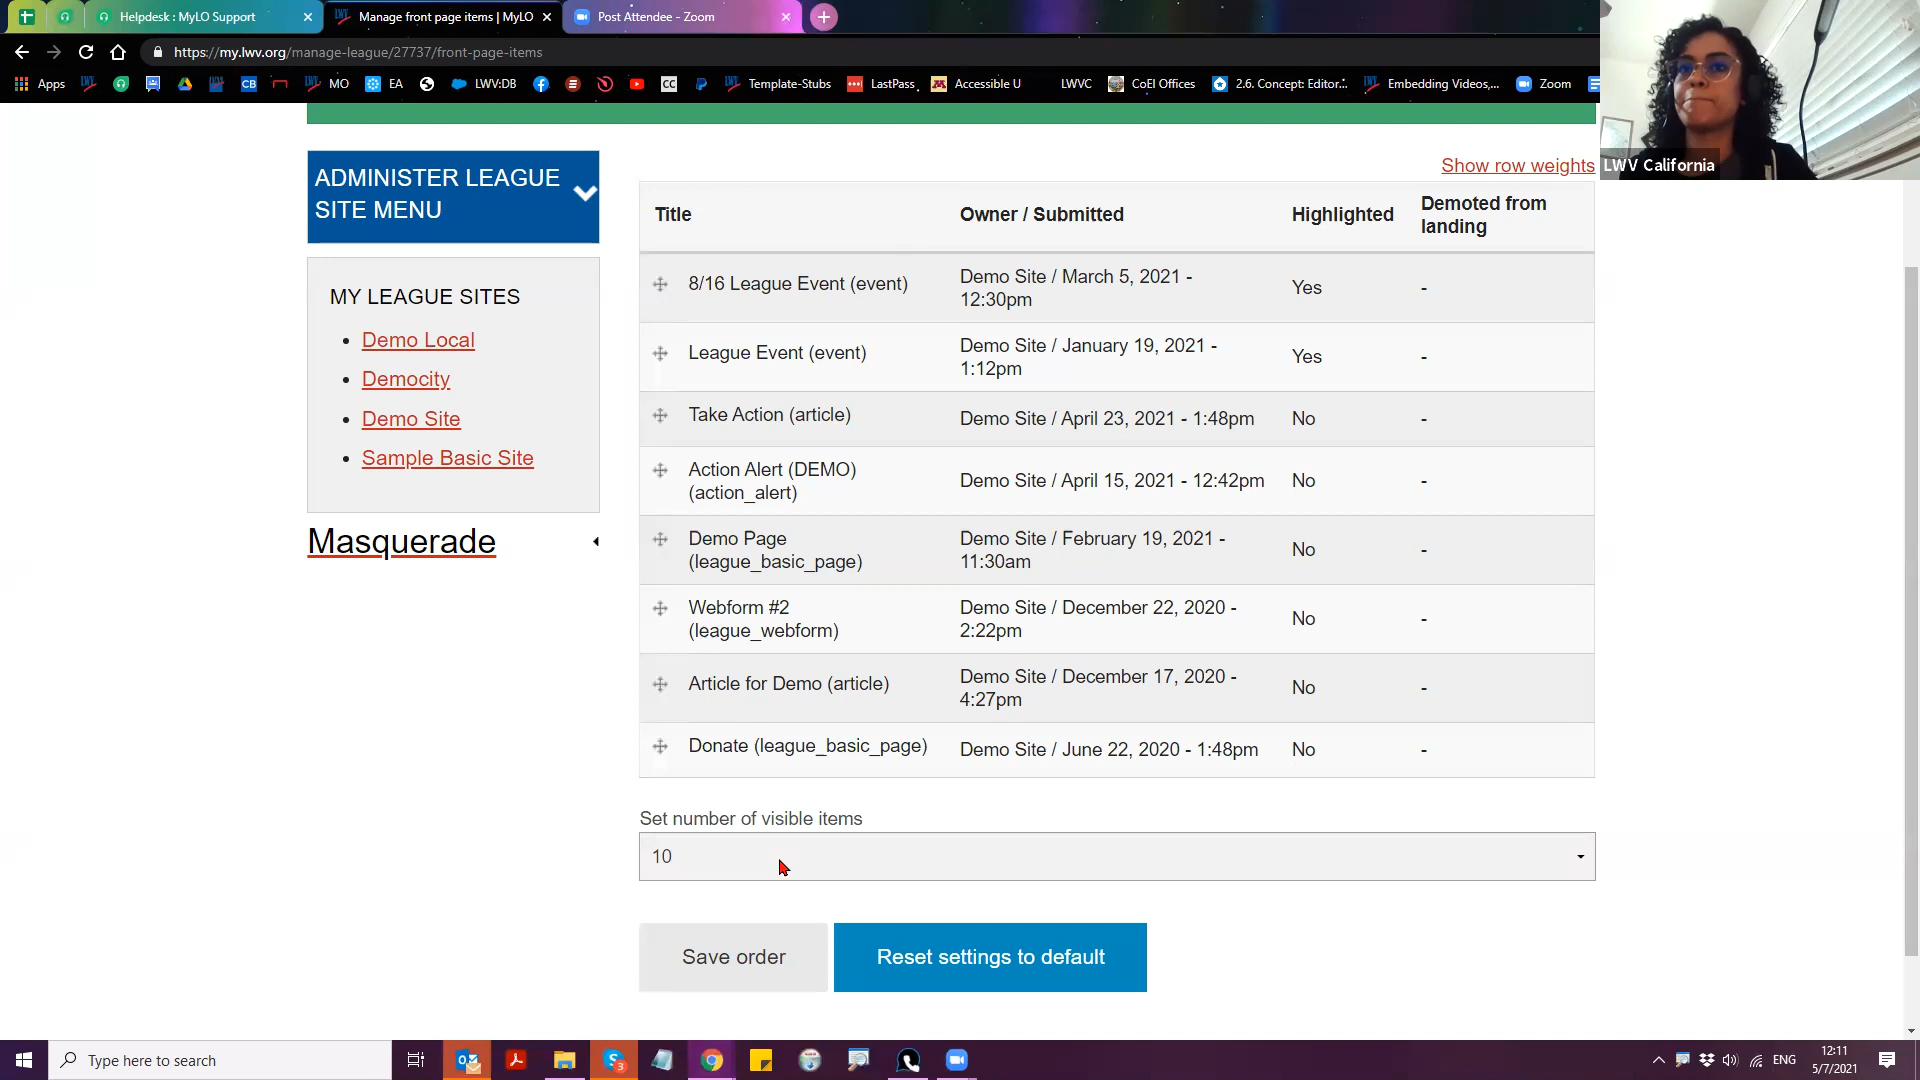 Helpdesk : MyLO Support
Manage front page items | MyLO
Post Attendee - Zoom
https://my.lwv.org/manage-league/27737/front-page-items
Apps
MO
EA
LWV:DB
CC
Template-Stubs
LastPass
Accessible U
LWVC
CoEI Offices
2.6. Concept: Editor...
Embedding Videos,...
Zoom
LWV California
ADMINISTER LEAGUE
SITE MENU
MY LEAGUE SITES
Demo Local
Democity
Demo Site
Sample Basic Site
Masquerade
Show row weights
Title
Owner / Submitted
Highlighted
Demoted from
landing
8/16 League Event (event)
Demo Site / March 5, 2021 -
12:30pm
Yes
-
League Event (event)
Demo Site / January 19, 2021 -
1:12pm
Yes
-
Take Action (article)
Demo Site / April 23, 2021 - 1:48pm
No
-
Action Alert (DEMO)
(action_alert)
Demo Site / April 15, 2021 - 12:42pm
No
-
Demo Page
(league_basic_page)
Demo Site / February 19, 2021 -
11:30am
No
-
Webform #2
(league_webform)
Demo Site / December 22, 2020 -
2:22pm
No
-
Article for Demo (article)
Demo Site / December 17, 2020 -
4:27pm
No
-
Donate (league_basic_page)
Demo Site / June 22, 2020 - 1:48pm
No
-
Set number of visible items
10
Save order
Reset settings to default
Type here to search
3
ENG
12:11
5/7/2021